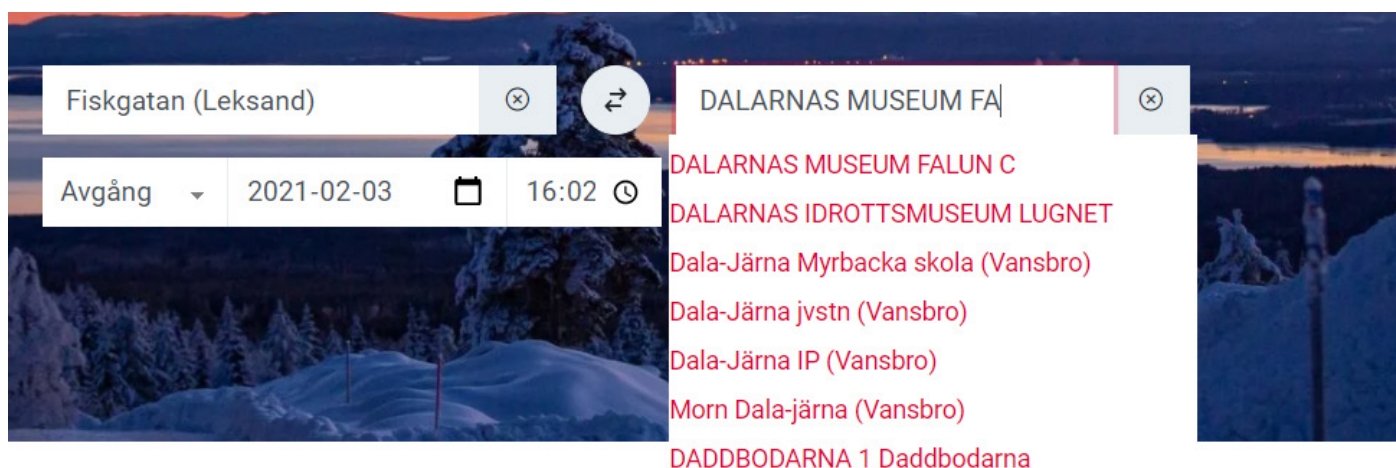 Fiskgatan (Leksand)
DALARNAS MUSEUM FA
Avgång 2021-02-03 16:02
DALARNAS MUSEUM FALUN C
DALARNAS IDROTTSMUSEUM LUGNET
Dala-Järna Myrbacka skola (Vansbro)
Dala-Järna jvstn (Vansbro)
Dala-Järna IP (Vansbro)
Morn Dala-järna (Vansbro)
DADDBODARNA 1 Daddbodarna